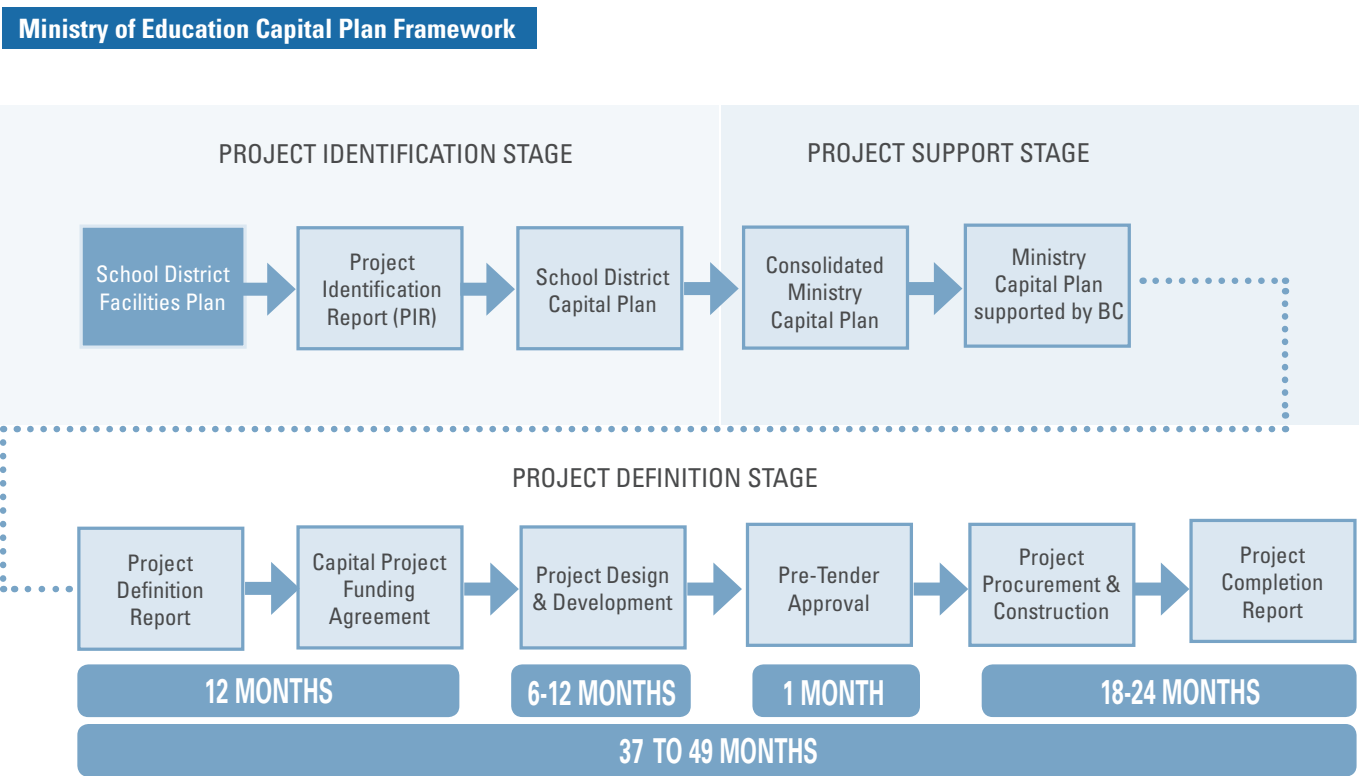 Ministry of Education Capital Plan Framework
PROJECT IDENTIFICATION STAGE
PROJECT SUPPORT STAGE
School District
Facilities Plan
Project
Identification
Report (PIR)
School District
Capital Plan
Consolidated
Ministry
Capital Plan
Ministry
Capital Plan
supported by BC
PROJECT DEFINITION STAGE
Project
Definition
Report
Capital Project
Funding
Agreement
Project Design
& Development
Pre-Tender
Approval
Project
Procurement &
Construction
Project
Completion
Report
12 MONTHS
6-12 MONTHS
1 MONTH
18-24 MONTHS
37 TO 49 MONTHS